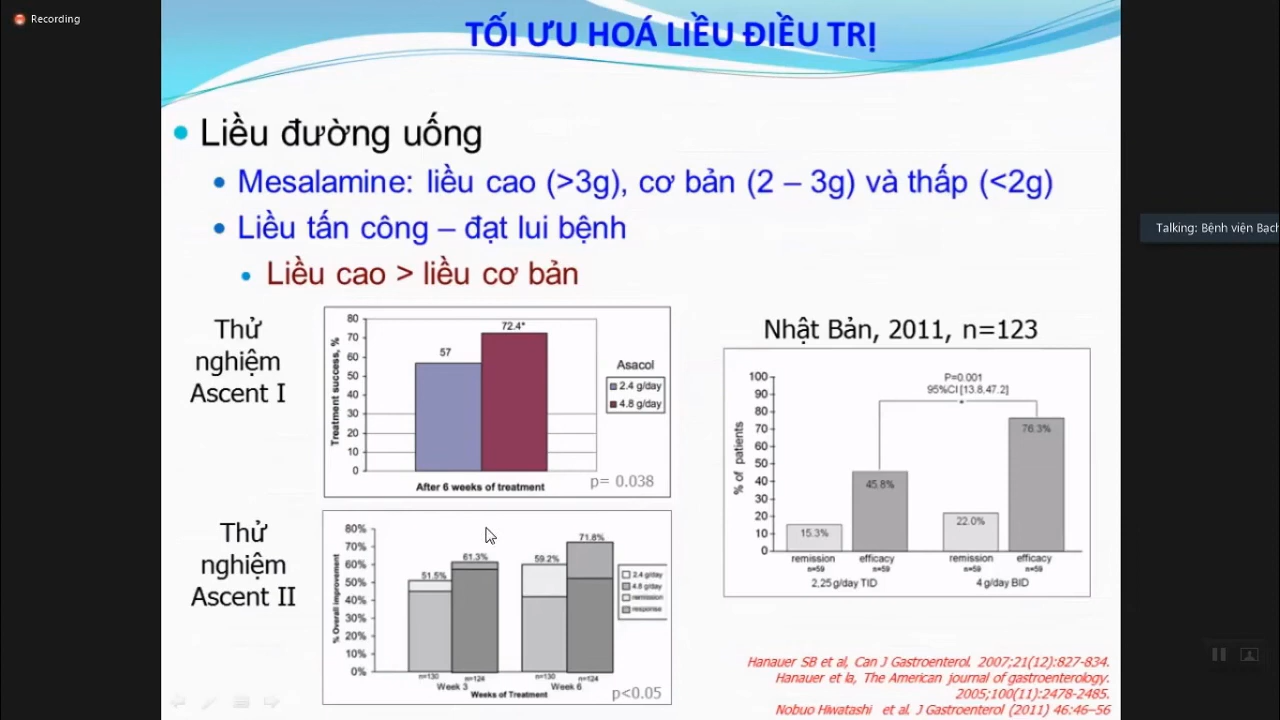 Recording
TỐI ƯU HOÁ LIỀU ĐIỀU TRỊ
Liều đường uống
Mesalamine: liều cao (>3g), cơ bản (2 – 3g) và thấp (<2g)
Talking: Bệnh viện Bạch
Liều tấn công – đạt lui bệnh
Liều cao > liều cơ bản
Thử
nghiệm
Ascent I
Treatment success, %
80
70
60
50
40
30
20
10
0
57
72.4*
Asacol
2.4 g/day
4.8 g/day
After 6 weeks of treatment
p= 0.038
Nhật Bản, 2011, n=123
% of patients
100
90
80
70
60
50
40
30
20
10
0
P=0.001
95%CI [13.8,47.2]
15.3%
45.8%
22.0%
76.3%
remission efficacy remission efficacy
n=59 n=59 n=59 n=59
2.25 g/day TID 4 g/day BID
Thử
nghiệm
Ascent II
% Overall improvement
80%
70%
60%
50%
40%
30%
20%
10%
0%
51.5%
61.3%
59.2%
71.8%
2.4 g/day
4.8 g/day
remission
response
n=130 n=124 n=130 n=124
Week 3 Week 6
Weeks of Treatment
p<0.05
Hanauer SB et al, Can J Gastroenterol. 2007;21(12):827-834.
Hanauer et la, The American journal of gastroenterology.
2005;100(11):2478-2485.
Nobuo Hiwatashi et al. J Gastroenterol (2011) 46:46–56